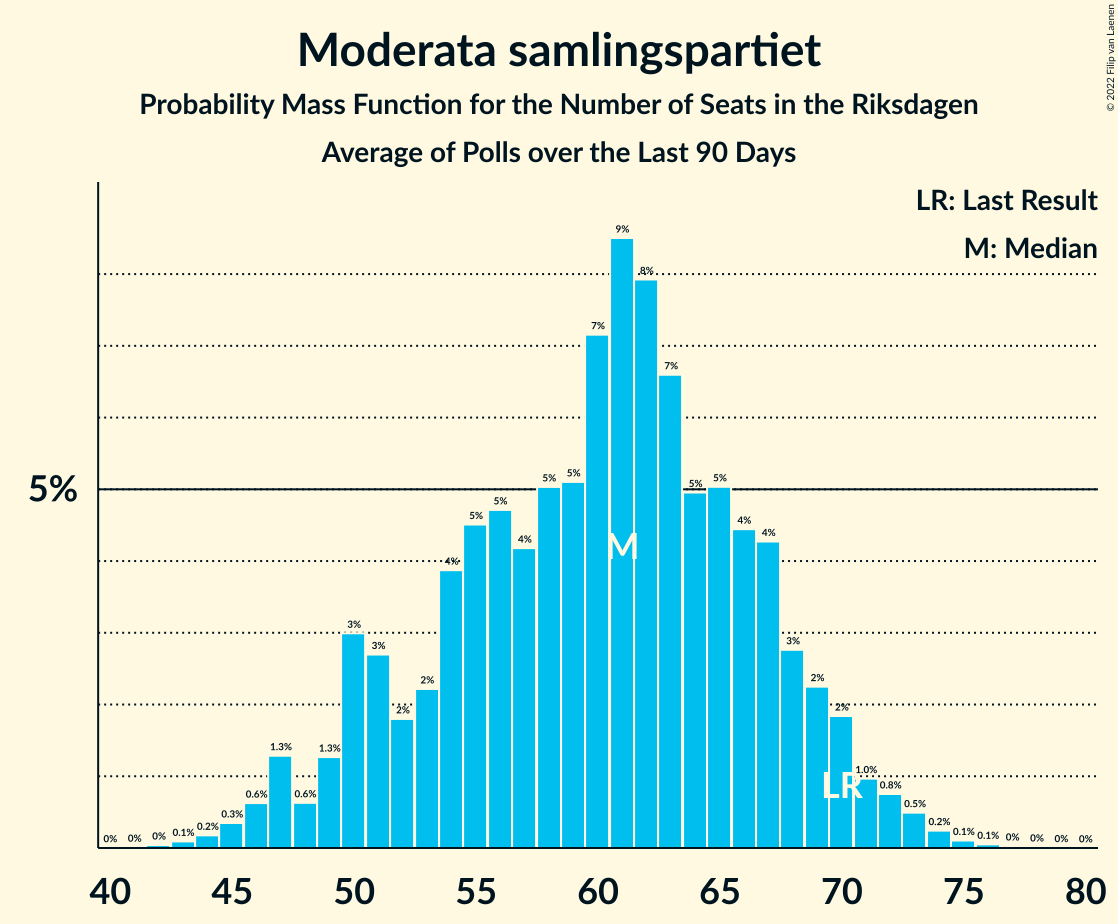 Moderata samlingspartiet
Probability Mass Function for the Number of Seats in the Riksdagen
Average of Polls over the Last 90 Days
© 2022 Filip van Laenen
LR: Last Result
M: Median
5%
0% 0% 0% 0.1% 0.2% 0.3% 0.6% 1.3% 0.6% 1.3% 3% 3% 2% 2% 4% 5% 5% 4% 5% 5% 7% 9% 8% 7% 5% 5% 4% 4% 3% 2% 2% 1.0% 0.8% 0.5% 0.2% 0.1% 0.1% 0% 0% 0% 0%
M
LR
40 45 50 55 60 65 70 75 80